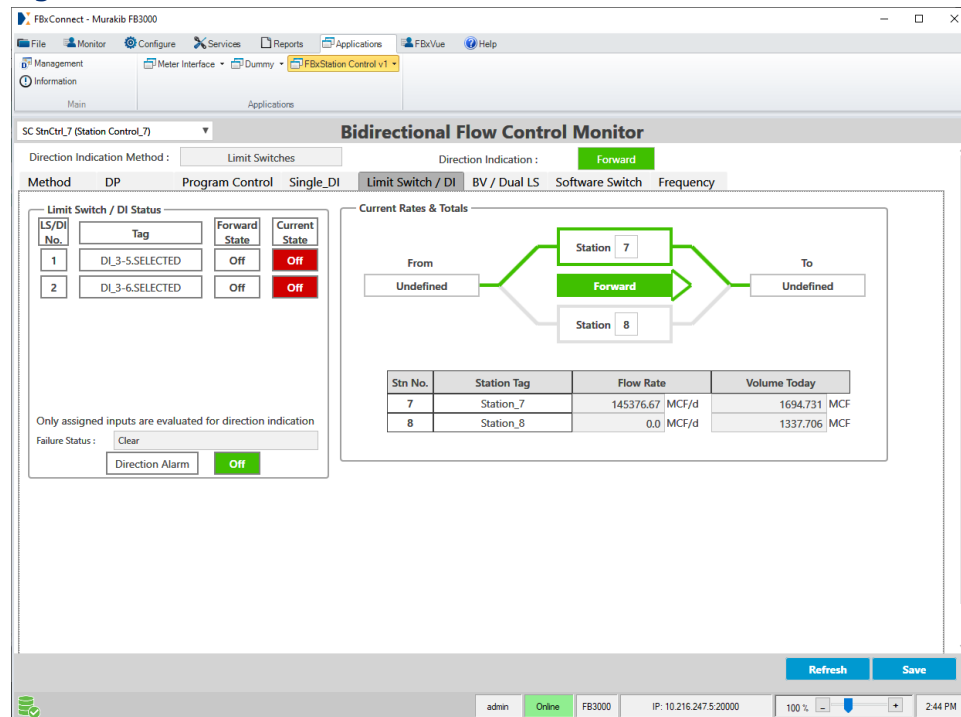 FBxConnect - Murakib FB3000
File Monitor Configure Services Reports Applications FBxVue Help
Management Meter Interface Dummy FBxStation Control v1
Information
Main Applications
SC StnCtrl_7 (Station Control_7) Bidirectional Flow Control Monitor
Direction Indication Method : Limit Switches Direction Indication : Forward
Method DP Program Control Single_DI Limit Switch / DI BV / Dual LS Software Switch Frequency
Limit Switch / DI Status
LS/DI No. Tag Forward State Current State
1 DI_3-5.SELECTED Off Off
2 DI_3-6.SELECTED Off Off
Only assigned inputs are evaluated for direction indication
Failure Status : Clear
Direction Alarm Off
Current Rates & Totals
Station 7
From To
Undefined Forward Undefined
Station 8
Stn No. Station Tag Flow Rate Volume Today
7 Station_7 145376.67 MCF/d 1694.731 MCF
8 Station_8 0.0 MCF/d 1337.706 MCF
Refresh Save
admin Online FB3000 IP: 10.216.247.5:20000 100 % - + 2:44 PM